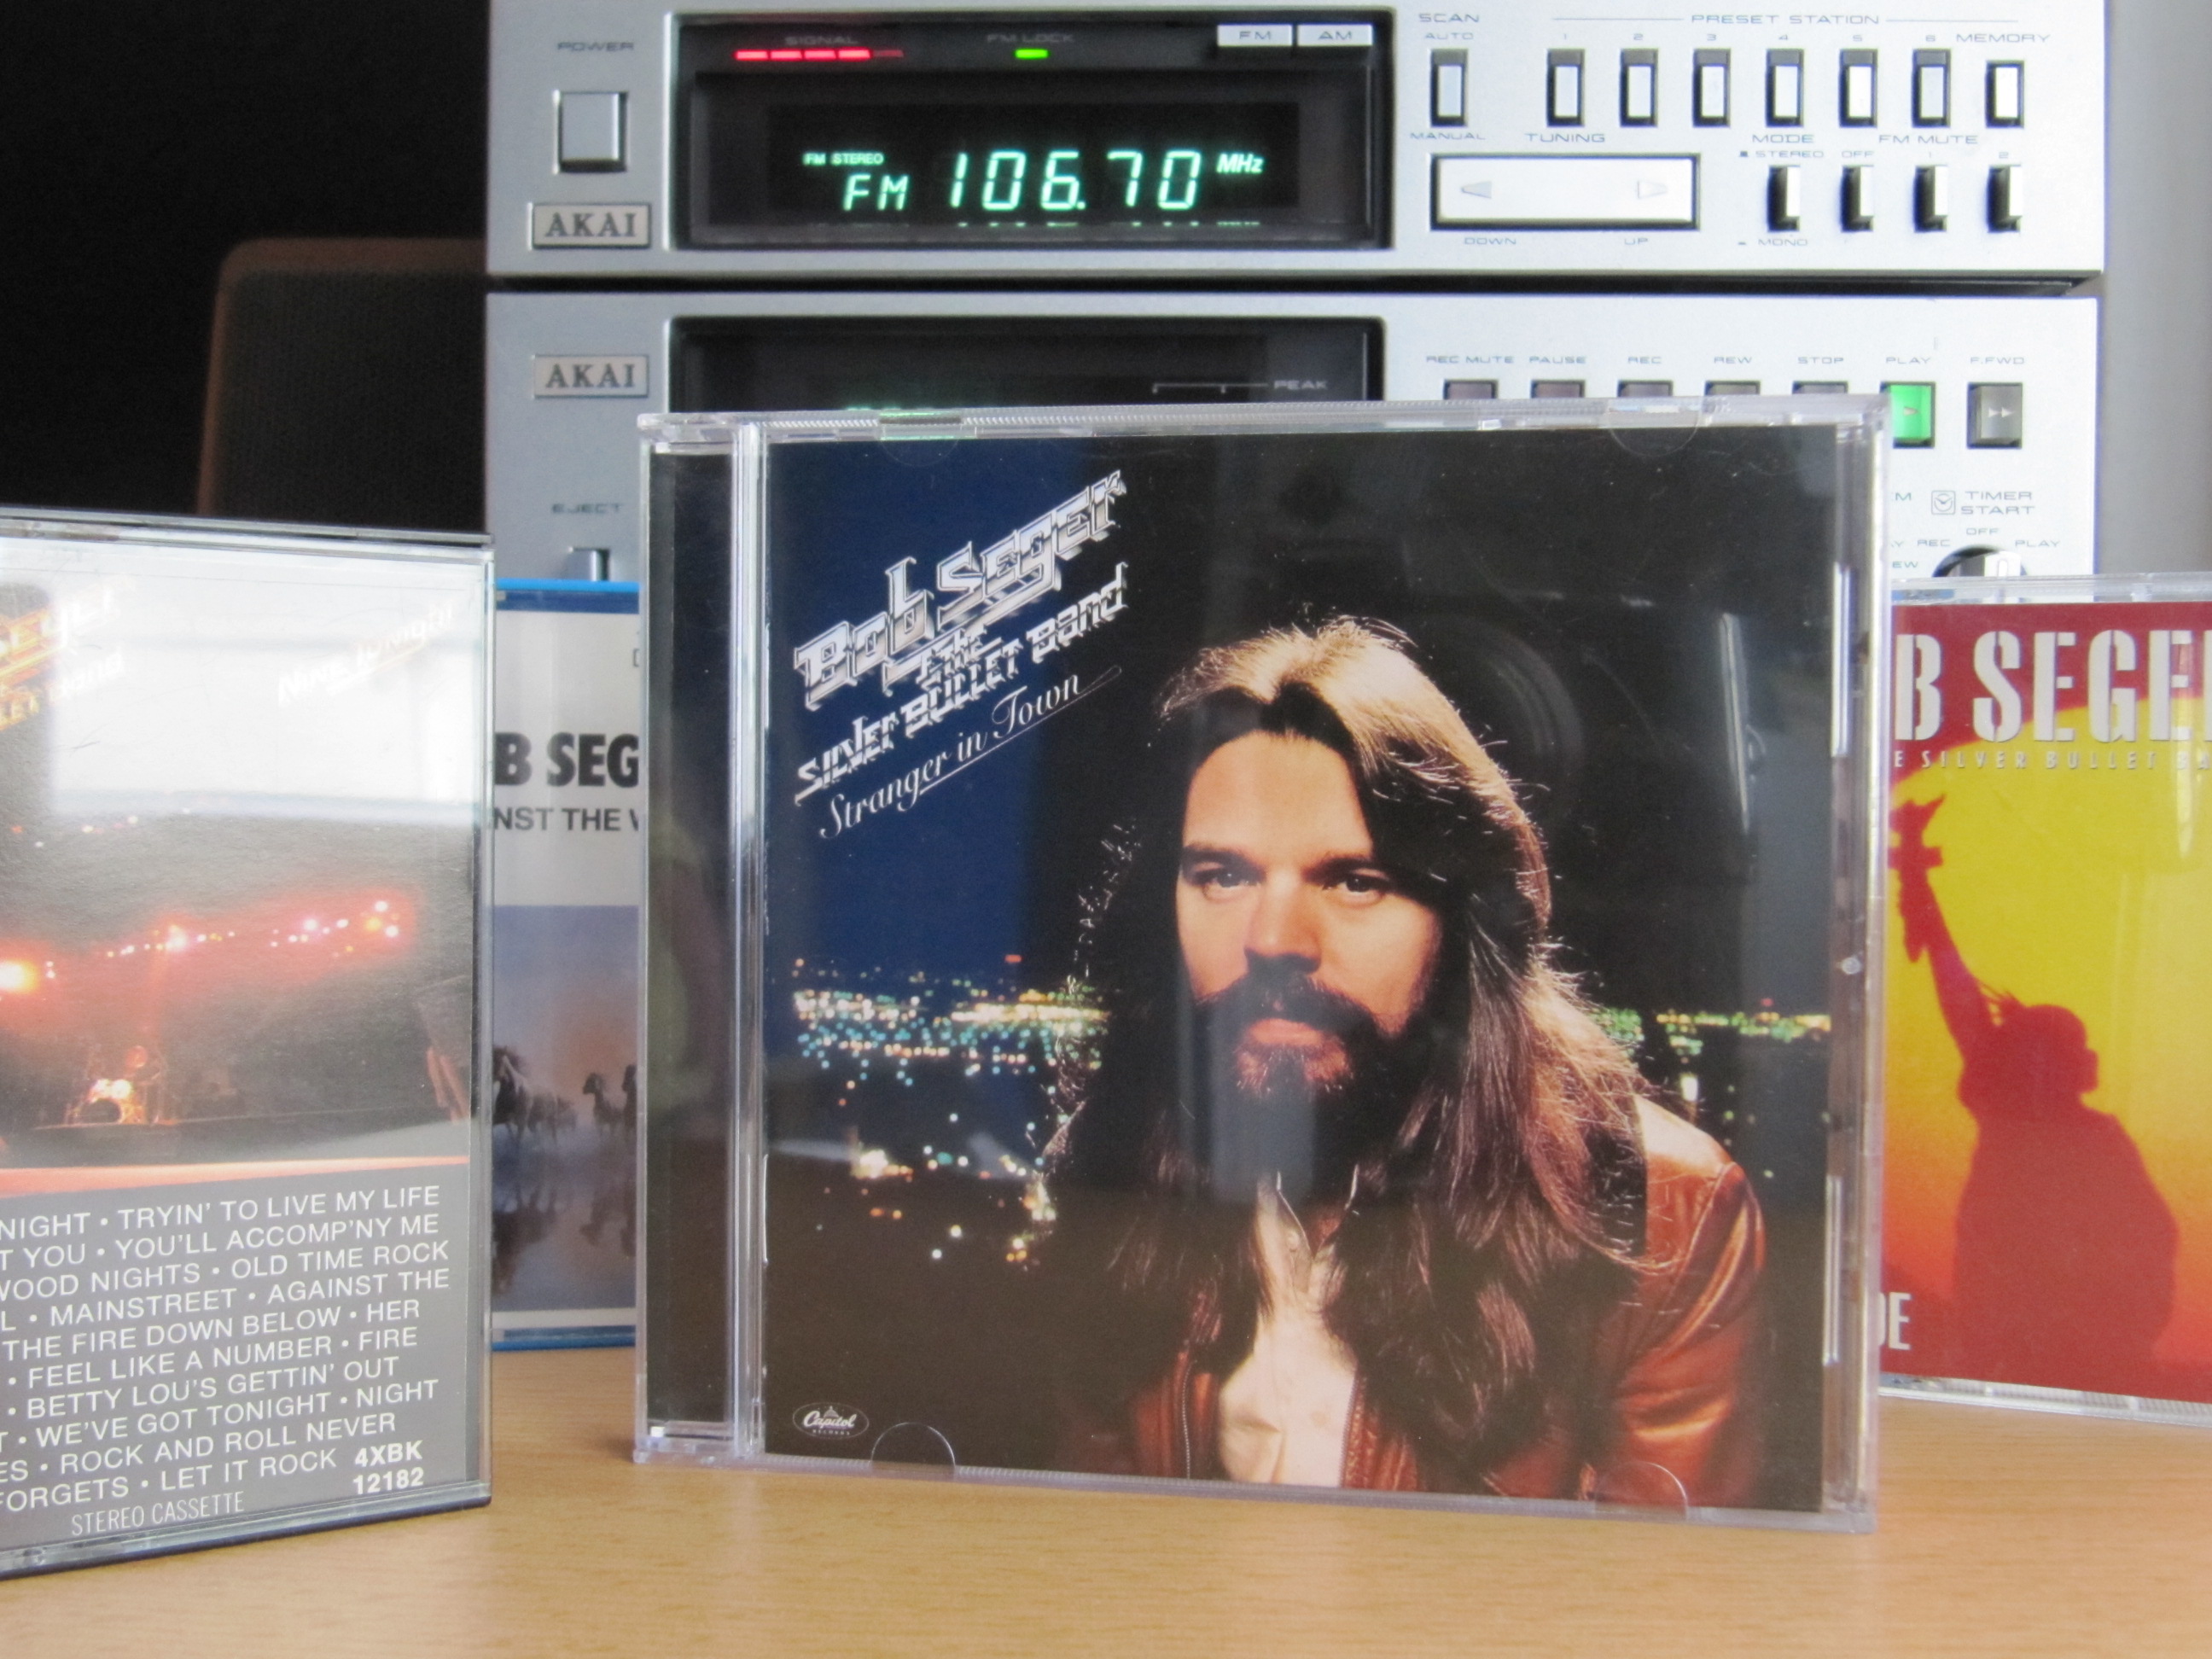 POWER
SIGNAL
FM LOCK
FM
AM
SCAN
AUTO
MANUAL
PRESET STATION
1 2 3 4 5 6 MEMORY
FM STEREO
FM 106.70 MHz
AKAI
TUNING
DOWN UP
MODE
STEREO
MONO
FM MUTE
OFF 1 2
AKAI
PEAK
REC MUTE PAUSE REC REW STOP PLAY F.FWD
EJECT
TIMER
START
OFF
REC PLAY
Bob Seger
& The
Silver Bullet Band
Stranger in Town
Capitol
RECORDS
Nine Tonight
NIGHT • TRYIN' TO LIVE MY LIFE
T YOU • YOU'LL ACCOMP'NY ME
WOOD NIGHTS • OLD TIME ROCK
L • MAINSTREET • AGAINST THE
THE FIRE DOWN BELOW • HER
• FEEL LIKE A NUMBER • FIRE
• BETTY LOU'S GETTIN' OUT
T • WE'VE GOT TONIGHT • NIGHT
ES • ROCK AND ROLL NEVER
FORGETS • LET IT ROCK
4XBK
12182
STEREO CASSETTE
B SEG
NST THE
B SEGE
E SILVER BULLET BA
DE